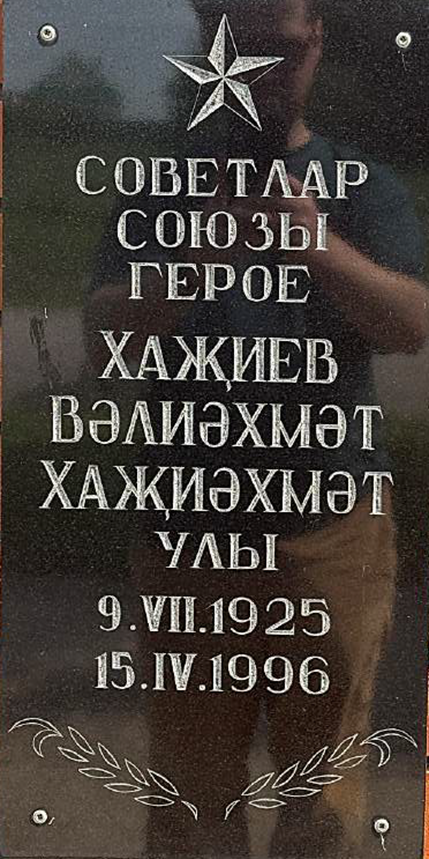 СОВЕТЛАР
СОЮЗЫ
ГЕРОЕ
ХАҖИЕВ
ВӘЛИӘХМӘТ
ХАҖИӘХМӘТ
УЛЫ
9.VII.1925
15.IV.1996